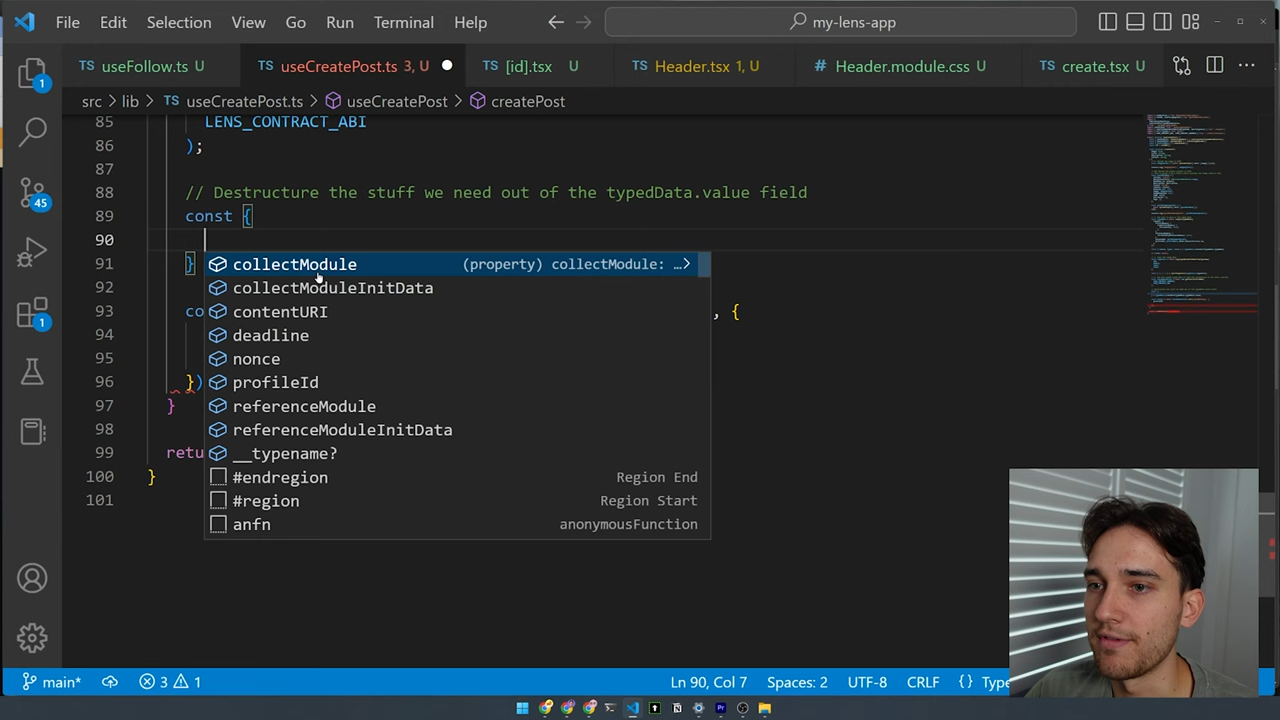 File Edit Selection View Go Run Terminal Help my-lens-app
TS useFollow.ts U TS useCreatePost.ts 3, U TS [id].tsx U TS Header.tsx 1, U # Header.module.css U TS create.tsx U
src > lib > TS useCreatePost.ts > useCreatePost > createPost
85 LENS_CONTRACT_ABI
86 );
87
88 // Destructure the stuff we need out of the typedData.value field
89 const {
90
91 } collectModule (property) collectModule: …>
92 collectModuleInitData
93 co contentURI , {
94 deadline
95 nonce
96 }) profileId
97 } referenceModule
98 referenceModuleInitData
99 retu __typename?
100 } #endregion Region End
101 #region Region Start
anfn anonymousFunction
1
45
1
main* 3 1 Ln 90, Col 7 Spaces: 2 UTF-8 CRLF {} Type